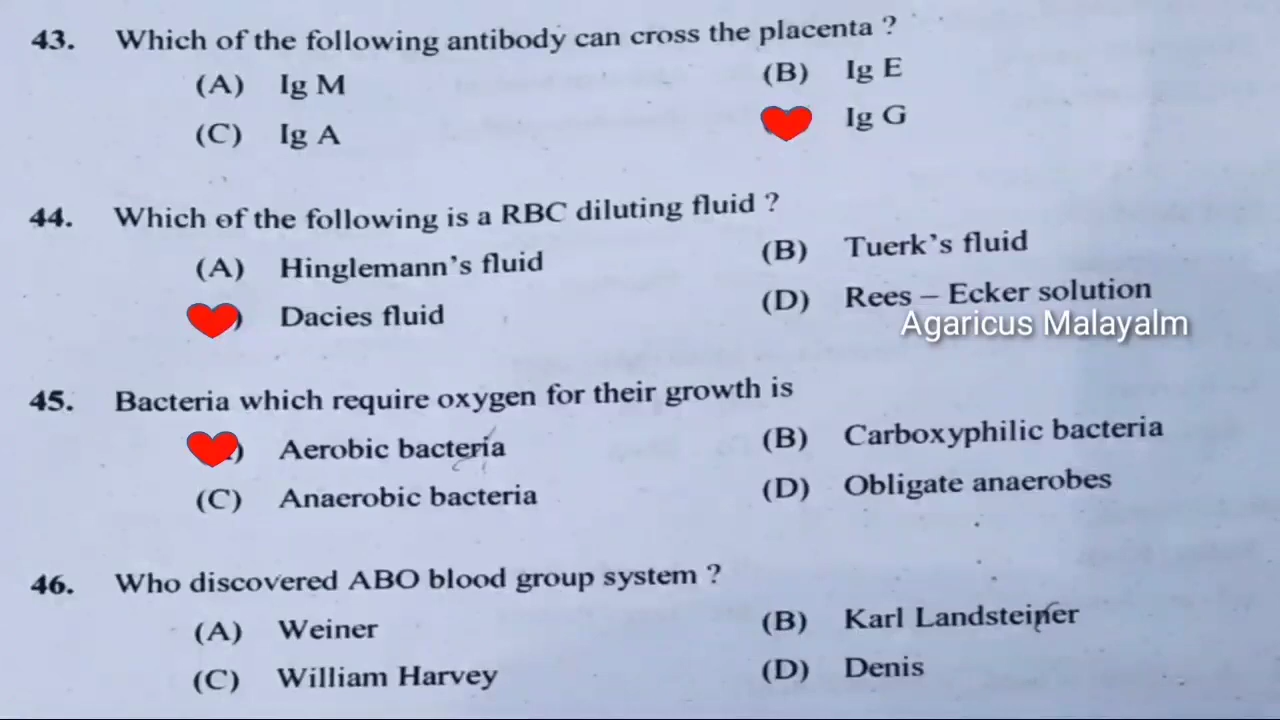 43. Which of the following antibody can cross the placenta ?
(A) Ig M (B) Ig E
(C) Ig A Ig G
44. Which of the following is a RBC diluting fluid ?
(A) Hinglemann's fluid (B) Tuerk's fluid
) Dacies fluid (D) Rees – Ecker solution
Agaricus Malayalm
45. Bacteria which require oxygen for their growth is
) Aerobic bacteria (B) Carboxyphilic bacteria
(C) Anaerobic bacteria (D) Obligate anaerobes
46. Who discovered ABO blood group system ?
(A) Weiner (B) Karl Landsteiner
(C) William Harvey (D) Denis